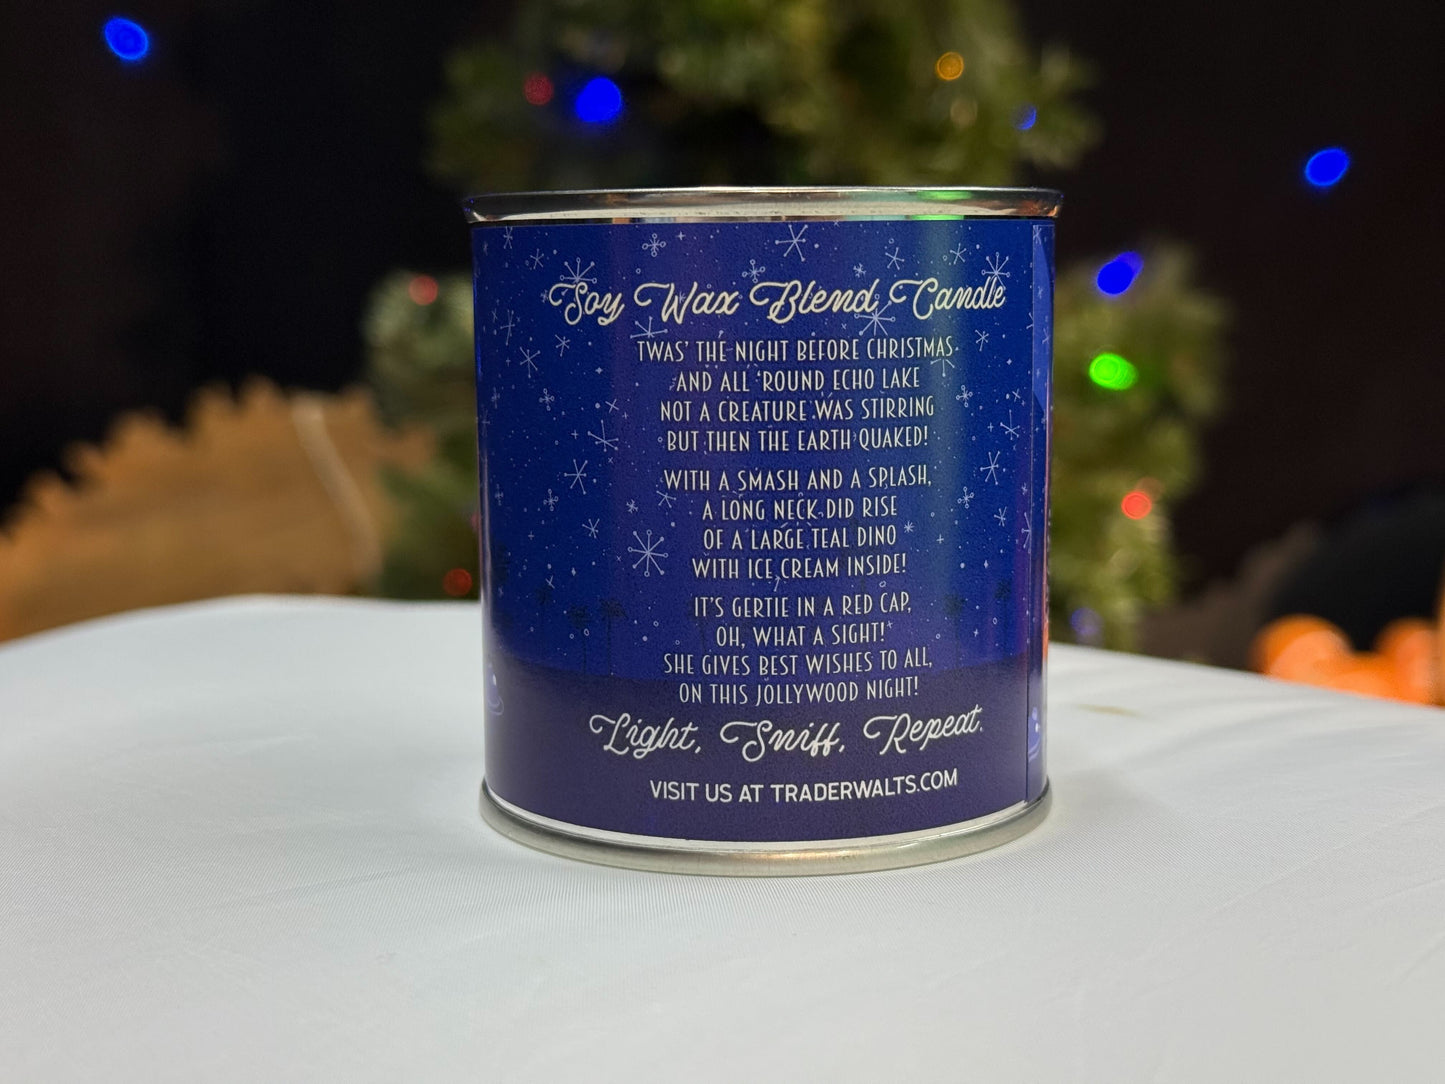 Soy Wax Blend Candle
TWAS' THE NIGHT BEFORE CHRISTMAS
AND ALL ‘ROUND ECHO LAKE
NOT A CREATURE WAS STIRRING
BUT THEN THE EARTH QUAKED!
WITH A SMASH AND A SPLASH,
A LONG NECK DID RISE
OF A LARGE TEAL DINO
WITH ICE CREAM INSIDE!
IT'S GERTIE IN A RED CAP,
OH, WHAT A SIGHT!
SHE GIVES BEST WISHES TO ALL,
ON THIS JOLLYWOOD NIGHT!
Light, Sniff, Repeat.
VISIT US AT TRADERWALTS.COM